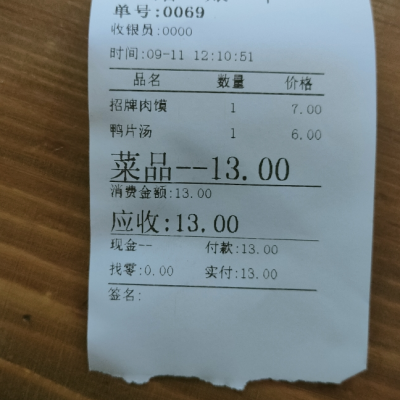 单号:0069
收银员:0000
时间:09-11 12:10:51
品名 数量 价格
招牌肉馍 1 7.00
鸭片汤 1 6.00
菜品--13.00
消费金额:13.00
应收:13.00
现金-- 付款:13.00
找零:0.00 实付:13.00
签名: